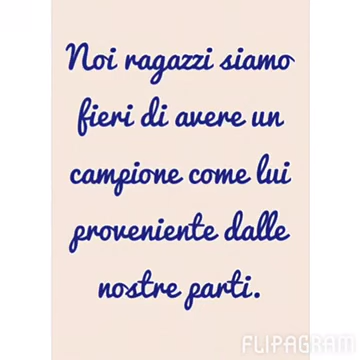 Noi ragazzi siamo
fieri di avere un
campione come lui
proveniente dalle
nostre parti.
FLIPAGRAM